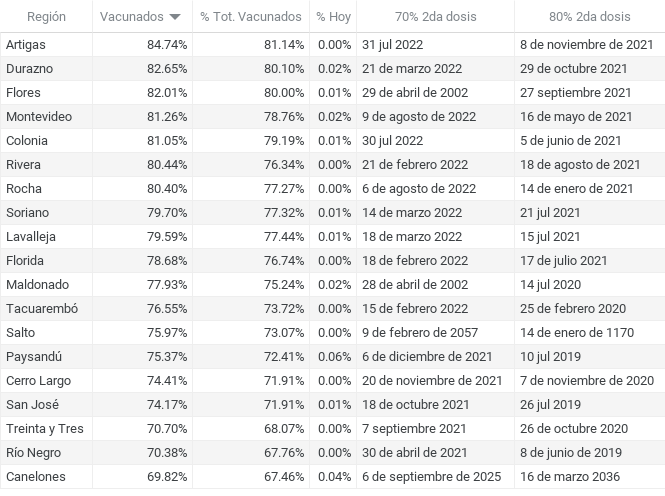 Región Vacunados % Tot. Vacunados % Hoy 70% 2da dosis 80% 2da dosis
Artigas 84.74% 81.14% 0.00% 31 jul 2022 8 de noviembre de 2021
Durazno 82.65% 80.10% 0.02% 21 de marzo 2022 29 de octubre 2021
Flores 82.01% 80.00% 0.01% 29 de abril de 2002 27 septiembre 2021
Montevideo 81.26% 78.76% 0.02% 9 de agosto de 2022 16 de mayo de 2021
Colonia 81.05% 79.19% 0.01% 30 jul 2022 5 de junio de 2021
Rivera 80.44% 76.34% 0.00% 21 de febrero 2022 18 de agosto de 2021
Rocha 80.40% 77.27% 0.00% 6 de agosto de 2022 14 de enero de 2021
Soriano 79.70% 77.32% 0.01% 14 de marzo 2022 21 jul 2021
Lavalleja 79.59% 77.44% 0.01% 18 de marzo 2022 15 jul 2021
Florida 78.68% 76.74% 0.00% 18 de febrero 2022 17 de julio 2021
Maldonado 77.93% 75.24% 0.02% 28 de abril de 2002 14 jul 2020
Tacuarembó 76.55% 73.72% 0.00% 15 de febrero 2022 25 de febrero 2020
Salto 75.97% 73.07% 0.00% 9 de febrero de 2057 14 de enero de 1170
Paysandú 75.37% 72.41% 0.06% 6 de diciembre de 2021 10 jul 2019
Cerro Largo 74.41% 71.91% 0.00% 20 de noviembre de 2021 7 de noviembre de 2020
San José 74.17% 71.91% 0.01% 18 de octubre 2021 26 jul 2019
Treinta y Tres 70.70% 68.07% 0.00% 7 septiembre 2021 26 de octubre 2020
Río Negro 70.38% 67.76% 0.00% 30 de abril de 2021 8 de junio de 2019
Canelones 69.82% 67.46% 0.04% 6 de septiembre de 2025 16 de marzo 2036